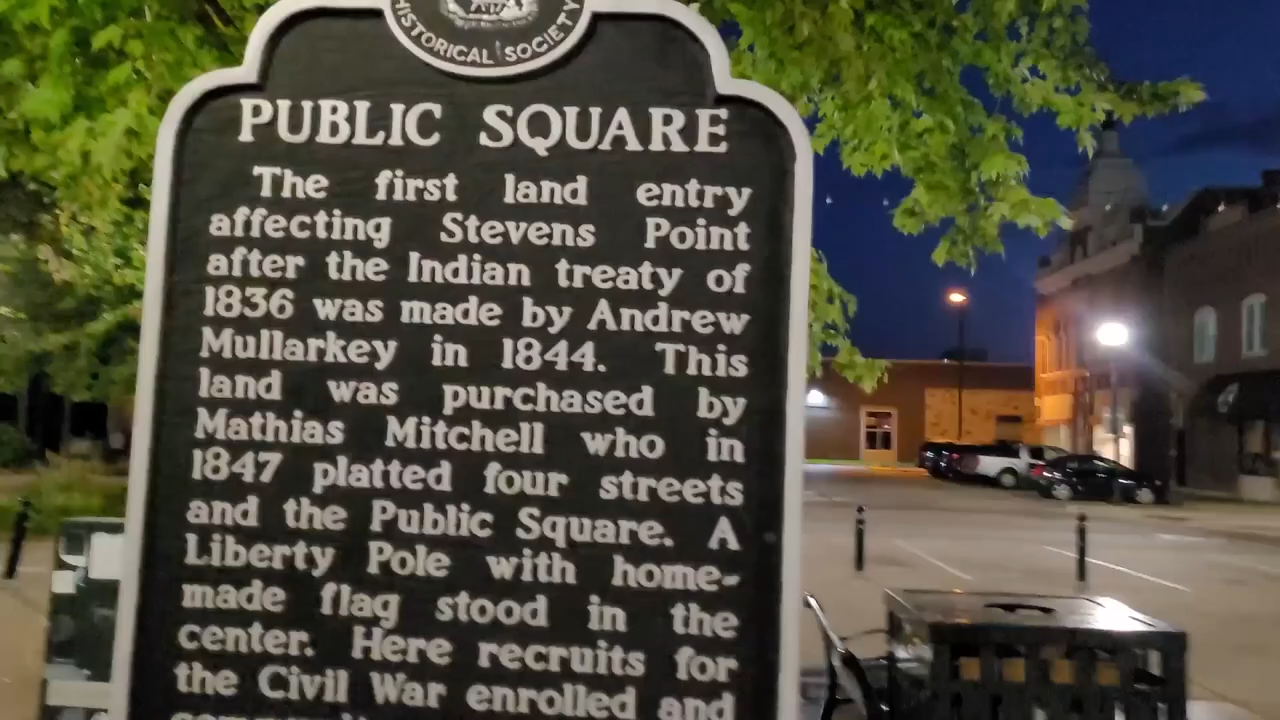 HISTORICAL SOCIETY
PUBLIC SQUARE
The first land entry
affecting Stevens Point
after the Indian treaty of
1836 was made by Andrew
Mullarkey in 1844. This
land was purchased by
Mathias Mitchell who in
1847 platted four streets
and the Public Square. A
Liberty Pole with home-
made flag stood in the
center. Here recruits for
the Civil War enrolled and